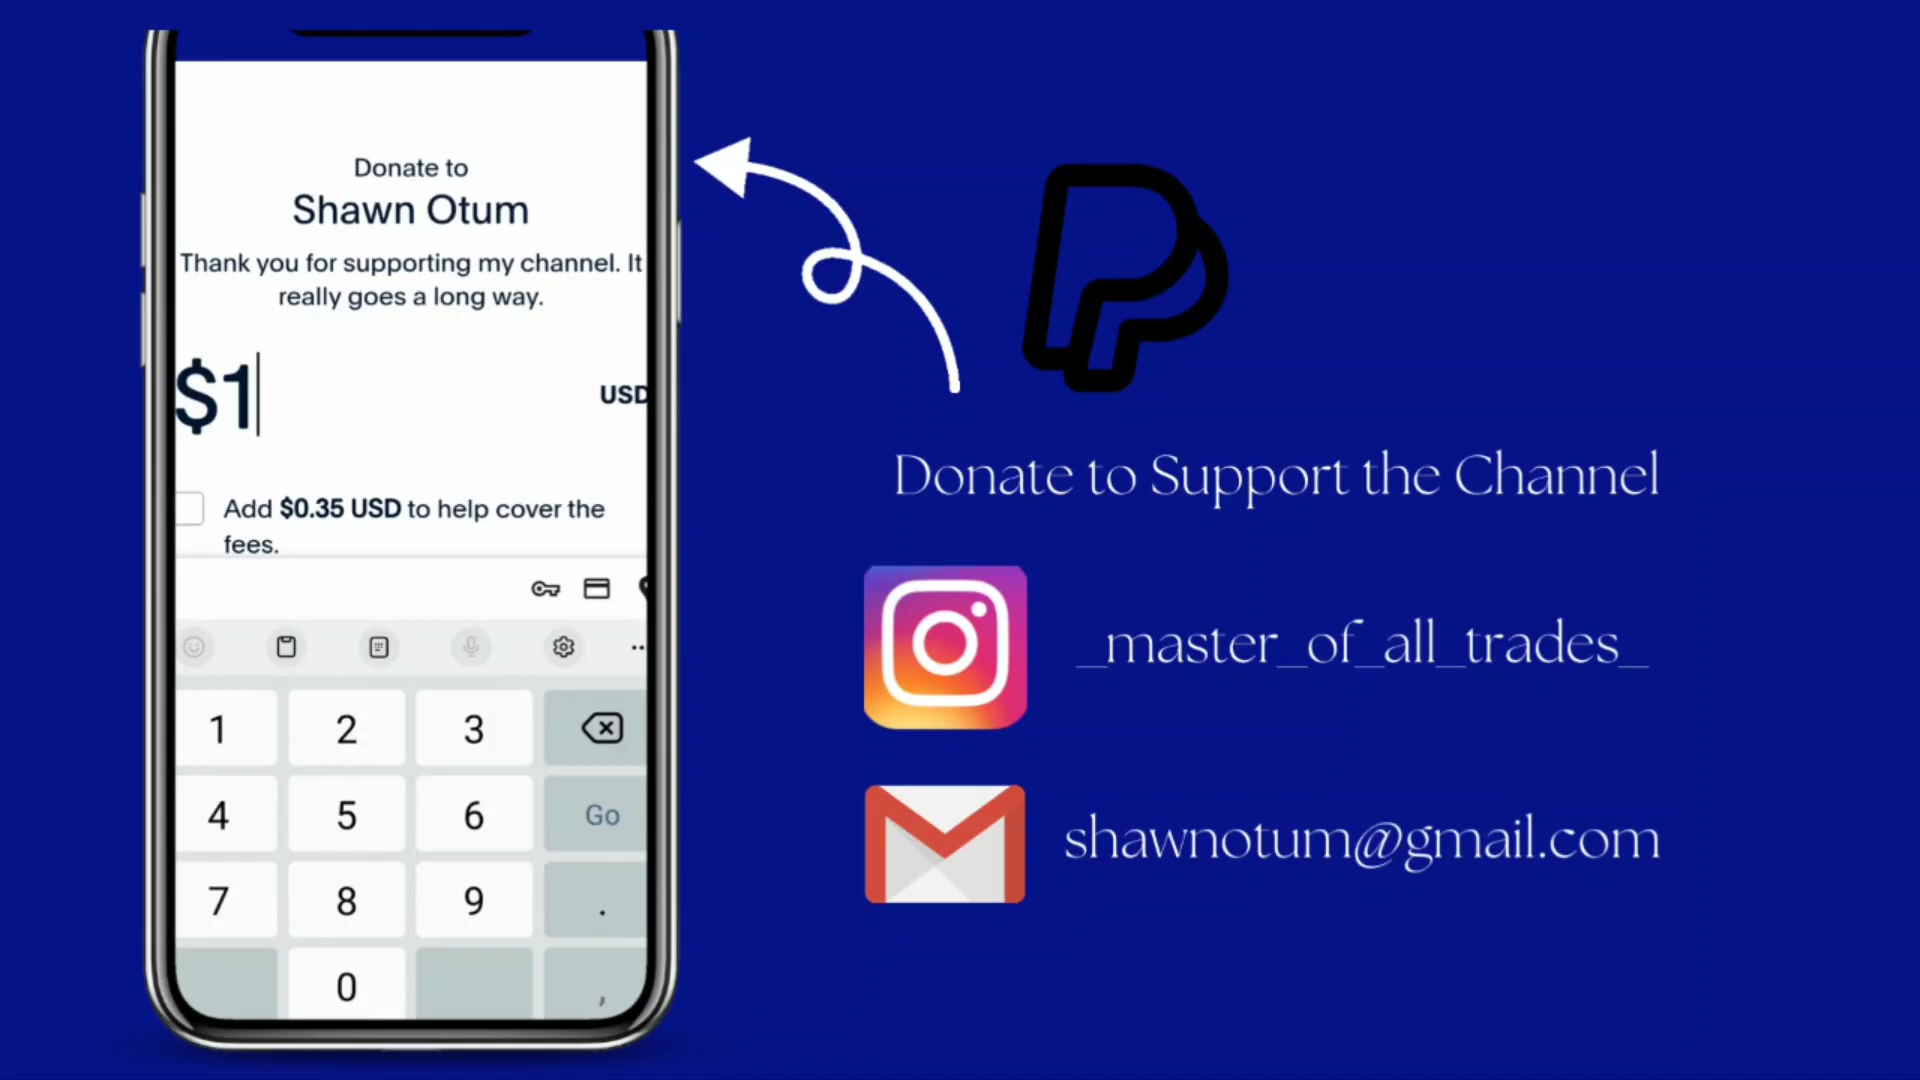 Donate to
Shawn Otum
Thank you for supporting my channel. It
really goes a long way.
$1
USD
Add $0.35 USD to help cover the
fees.
1 2 3
4 5 6 Go
7 8 9 .
0 ,
Donate to Support the Channel
_master_of_all_trades_
shawnotum@gmail.com